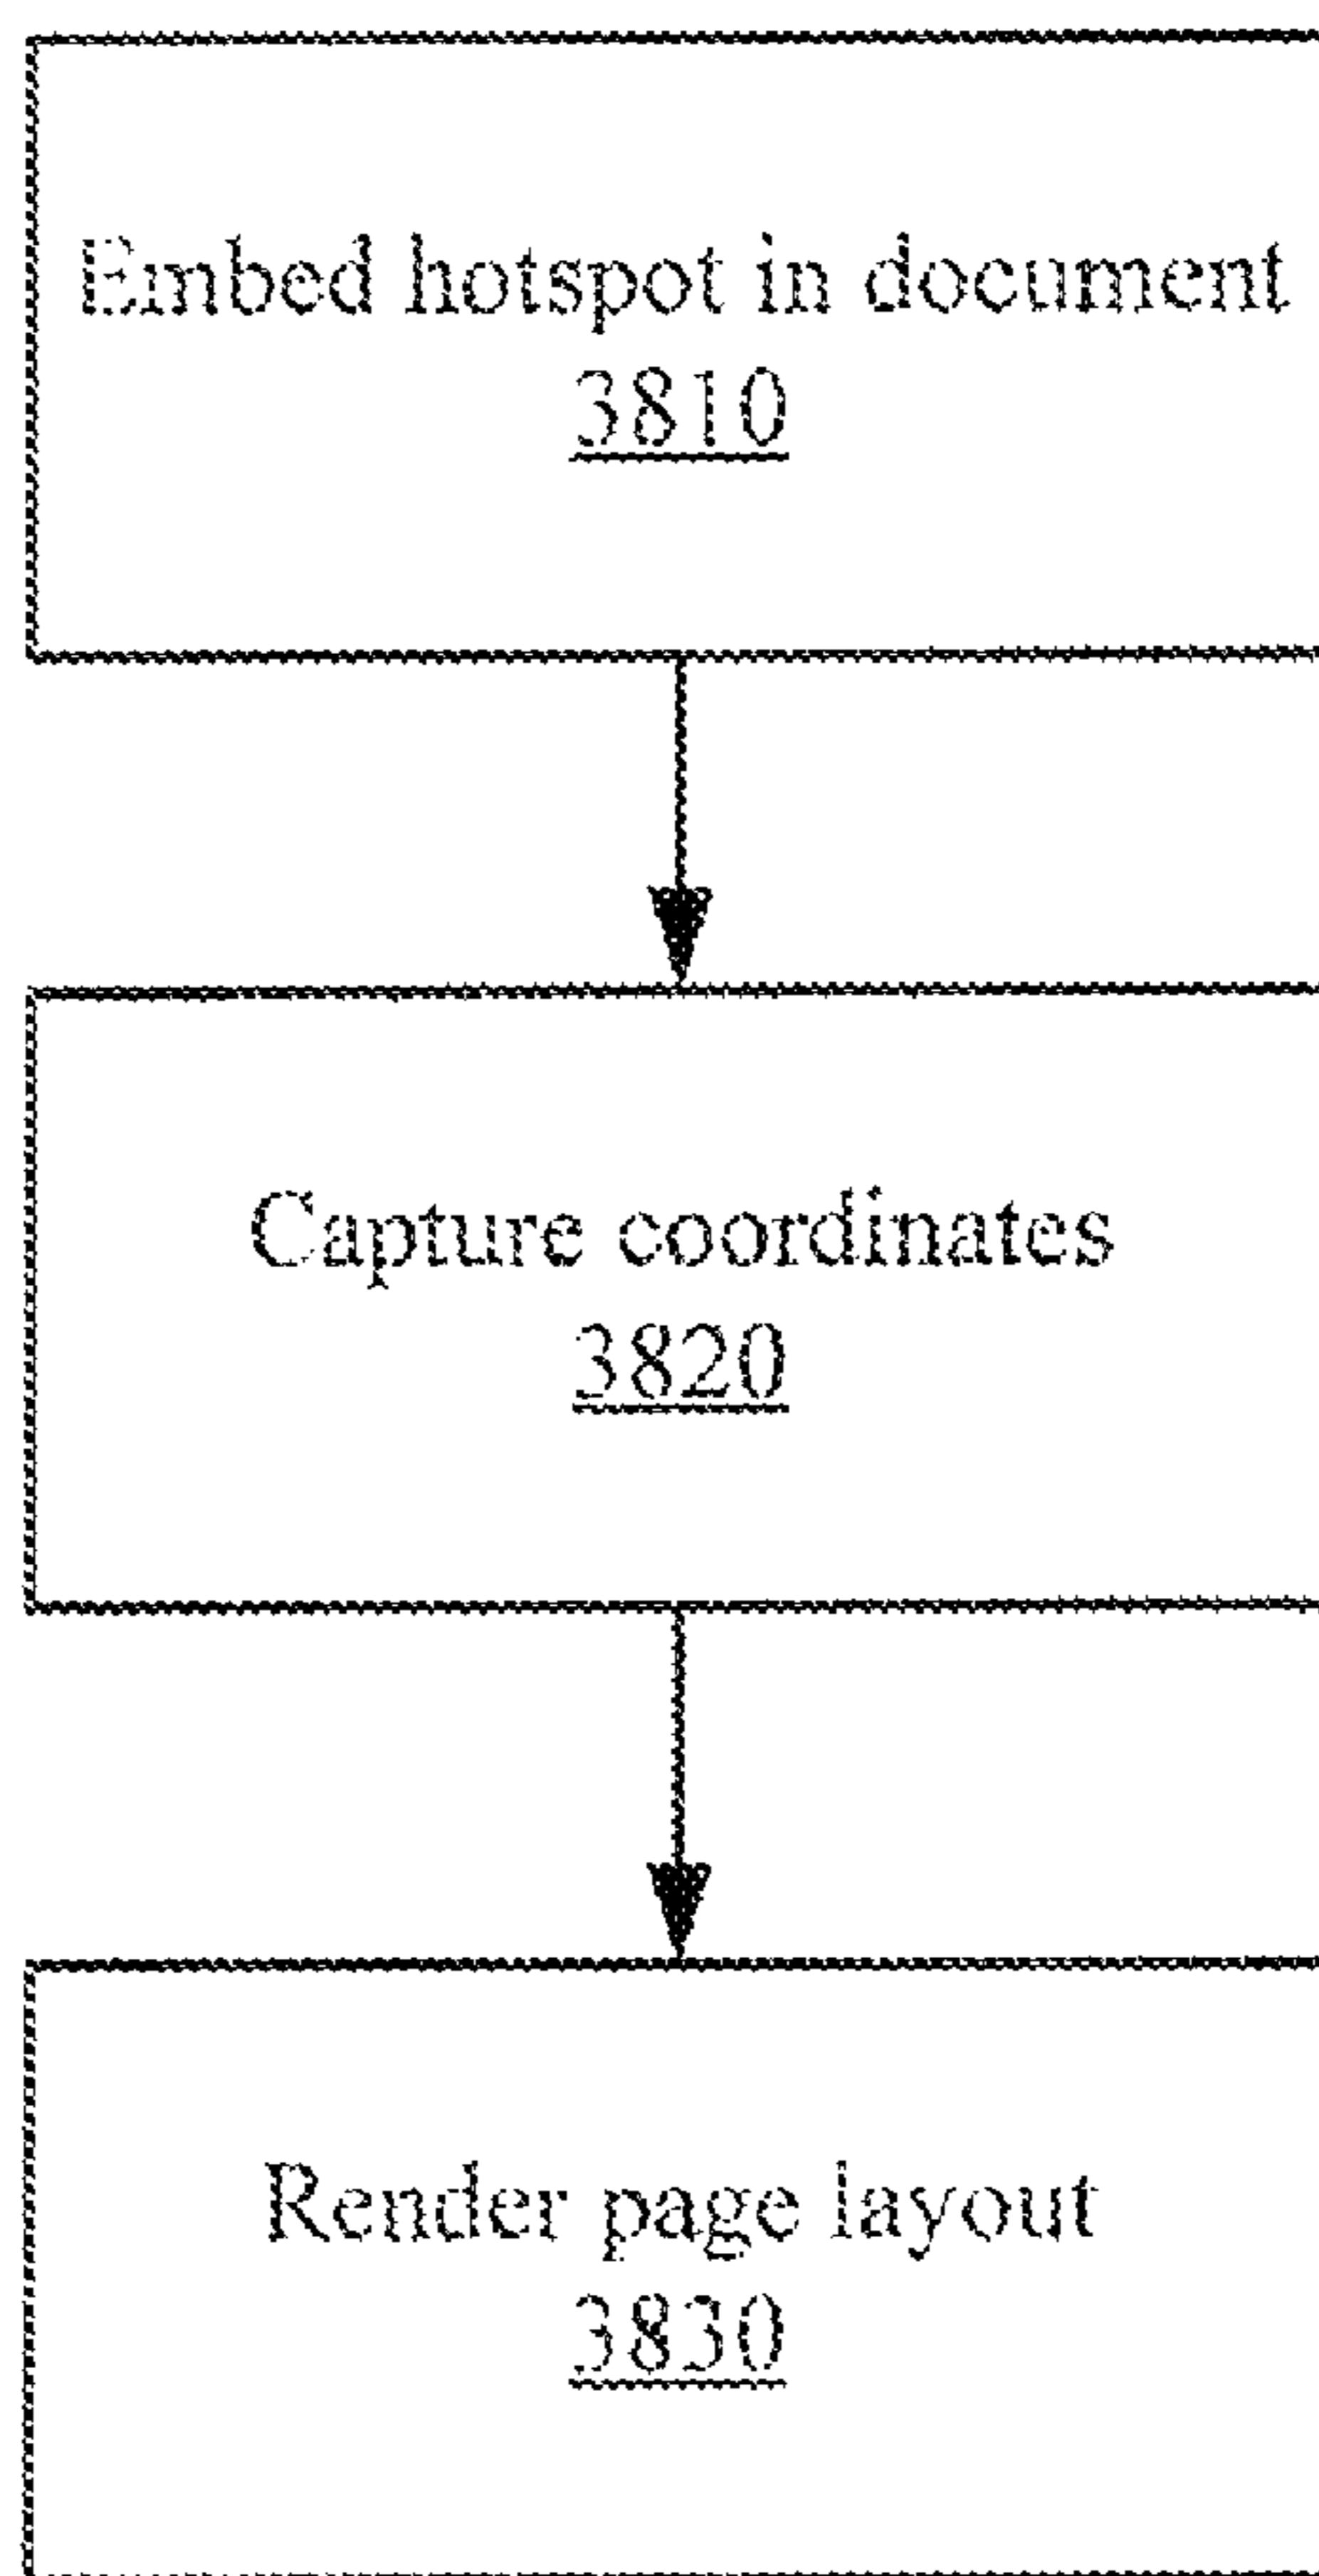 Embed hotspot in document
3810
Capture coordinates
3820
Render page layout
3830